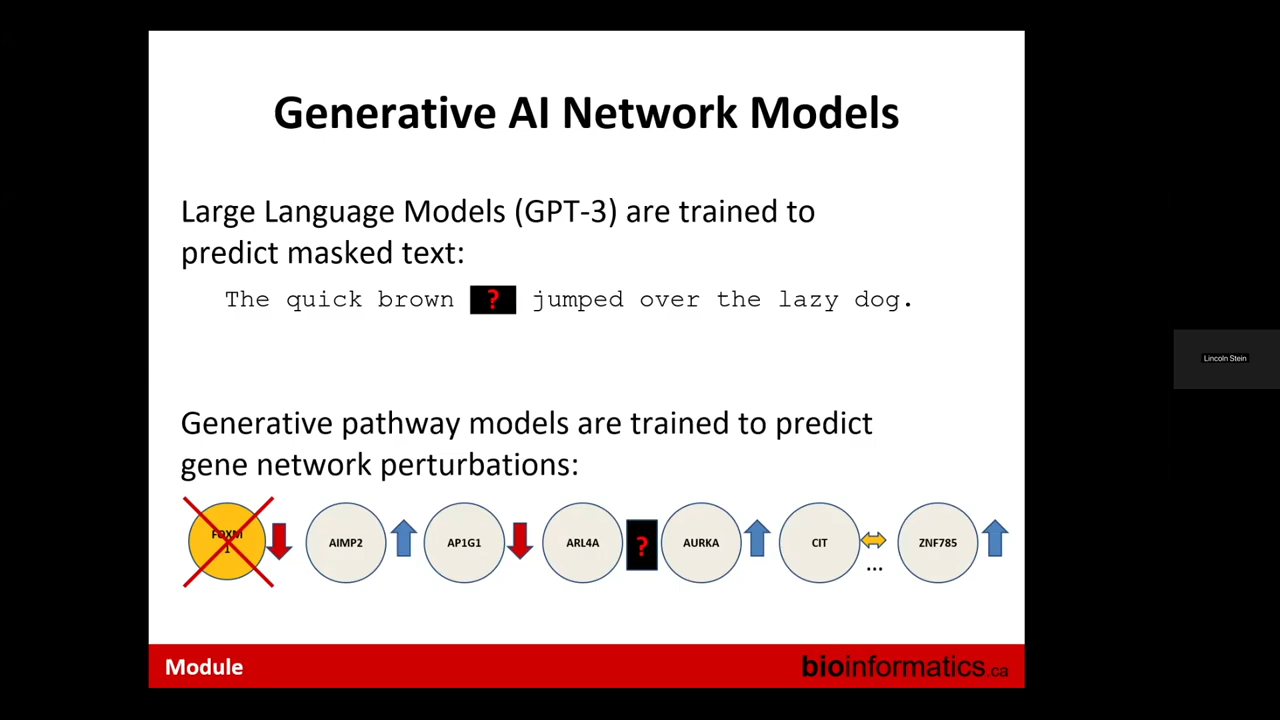 Generative AI Network Models
Large Language Models (GPT-3) are trained to
predict masked text:
The quick brown ? jumped over the lazy dog.
Lincoln Stein
Generative pathway models are trained to predict
gene network perturbations:
FOXM
1
AIMP2
AP1G1
ARL4A
?
AURKA
CIT
...
ZNF785
Module
bioinformatics.ca